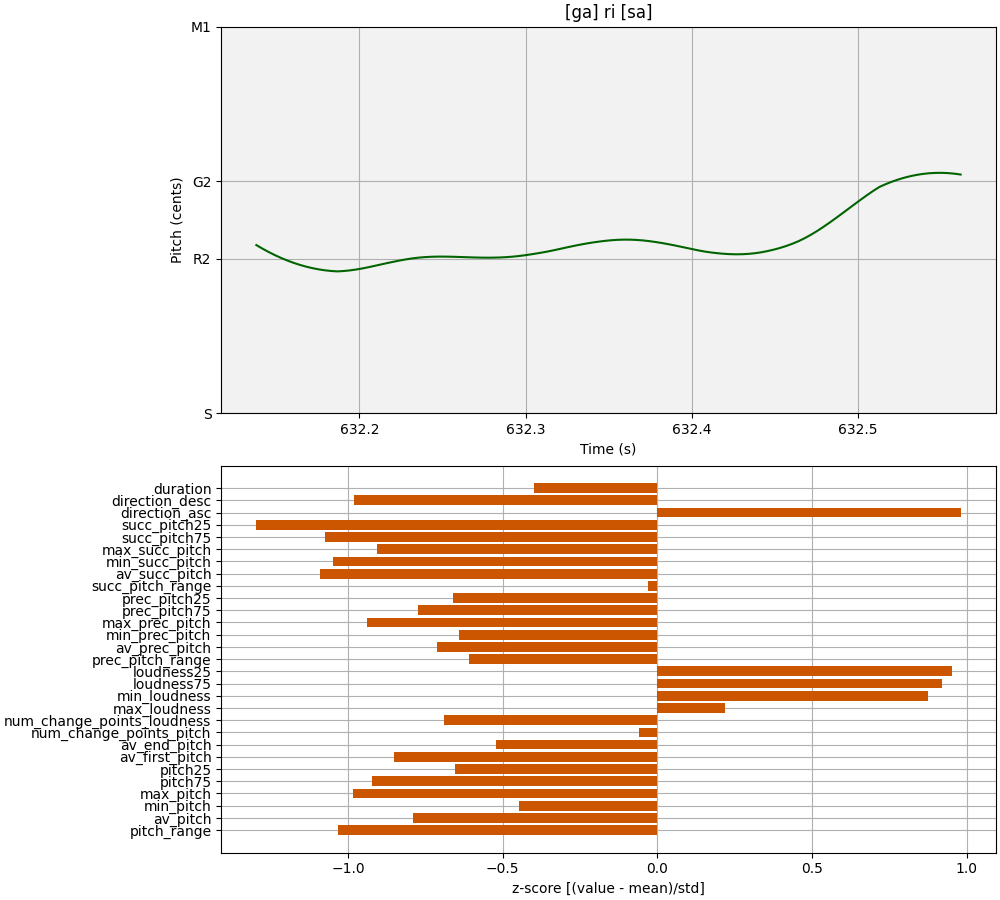 [ga] ri [sa]
M1
G2
R2
S
Pitch (cents)
632.2 632.3 632.4 632.5
Time (s)
duration
direction_desc
direction_asc
succ_pitch25
succ_pitch75
max_succ_pitch
min_succ_pitch
av_succ_pitch
succ_pitch_range
prec_pitch25
prec_pitch75
max_prec_pitch
min_prec_pitch
av_prec_pitch
prec_pitch_range
loudness25
loudness75
min_loudness
max_loudness
num_change_points_loudness
num_change_points_pitch
av_end_pitch
av_first_pitch
pitch25
pitch75
max_pitch
min_pitch
av_pitch
pitch_range
−1.0 −0.5 0.0 0.5 1.0
z-score [(value - mean)/std]